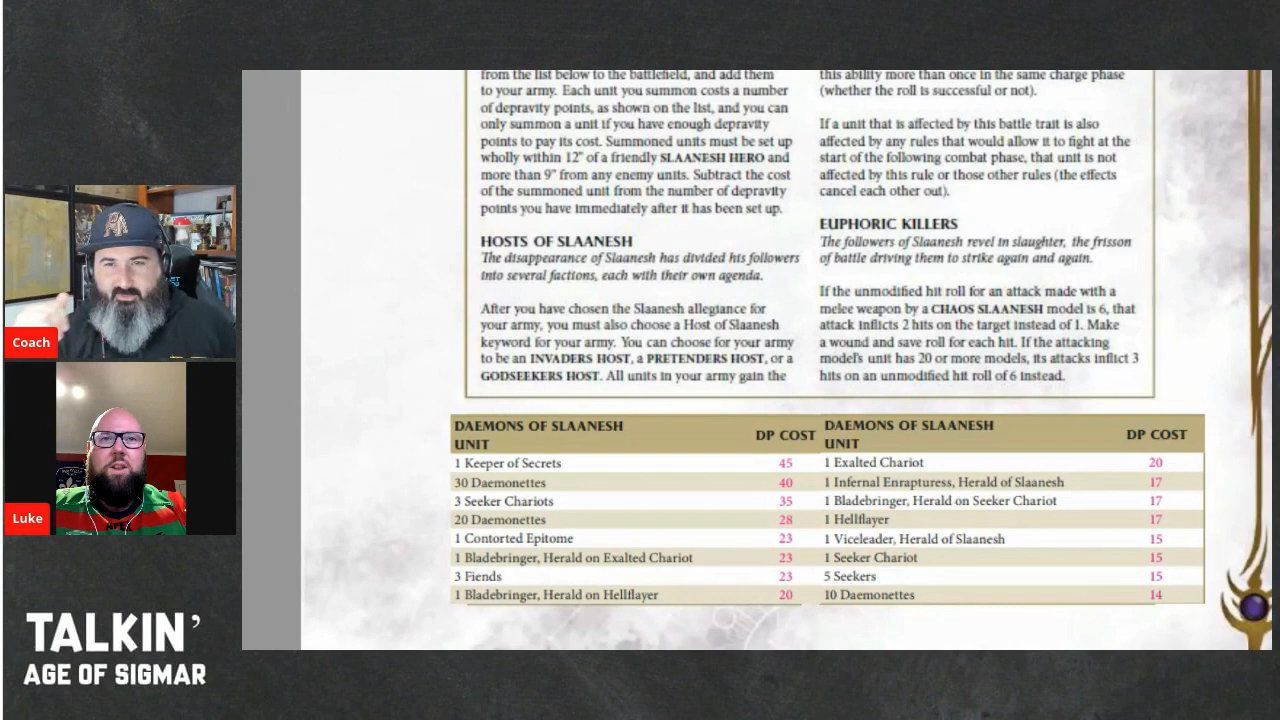 from the list below to the battlefield, and add them
to your army. Each unit you summon costs a number
of depravity points, as shown on the list, and you can
only summon a unit if you have enough depravity
points to pay its cost. Summoned units must be set up
wholly within 12" of a friendly SLAANESH HERO and
more than 9" from any enemy units. Subtract the cost
of the summoned unit from the number of depravity
points you have immediately after it has been set up.
HOSTS OF SLAANESH
The disappearance of Slaanesh has divided his followers
into several factions, each with their own agenda.
After you have chosen the Slaanesh allegiance for
your army, you must also choose a Host of Slaanesh
keyword for your army. You can choose for your army
to be an INVADERS HOST, a PRETENDERS HOST, or a
GODSEEKERS HOST. All units in your army gain the
this ability more than once in the same charge phase
(whether the roll is successful or not).
If a unit that is affected by this battle trait is also
affected by any rules that would allow it to fight at the
start of the following combat phase, that unit is not
affected by this rule or those other rules (the effects
cancel each other out).
EUPHORIC KILLERS
The followers of Slaanesh revel in slaughter, the frisson
of battle driving them to strike again and again.
If the unmodified hit roll for an attack made with a
melee weapon by a CHAOS SLAANESH model is 6, that
attack inflicts 2 hits on the target instead of 1. Make
a wound and save roll for each hit. If the attacking
model's unit has 20 or more models, its attacks inflict 3
hits on an unmodified hit roll of 6 instead.
DAEMONS OF SLAANESH
UNIT DP COST
1 Keeper of Secrets 45
30 Daemonettes 40
3 Seeker Chariots 35
20 Daemonettes 28
1 Contorted Epitome 23
1 Bladebringer, Herald on Exalted Chariot 23
3 Fiends 23
1 Bladebringer, Herald on Hellflayer 20
DAEMONS OF SLAANESH
UNIT DP COST
1 Exalted Chariot 20
1 Infernal Enrapturess, Herald of Slaanesh 17
1 Bladebringer, Herald on Seeker Chariot 17
1 Hellflayer 17
1 Viceleader, Herald of Slaanesh 15
1 Seeker Chariot 15
5 Seekers 15
10 Daemonettes 14
Coach
Luke
TALKIN'
AGE OF SIGMAR